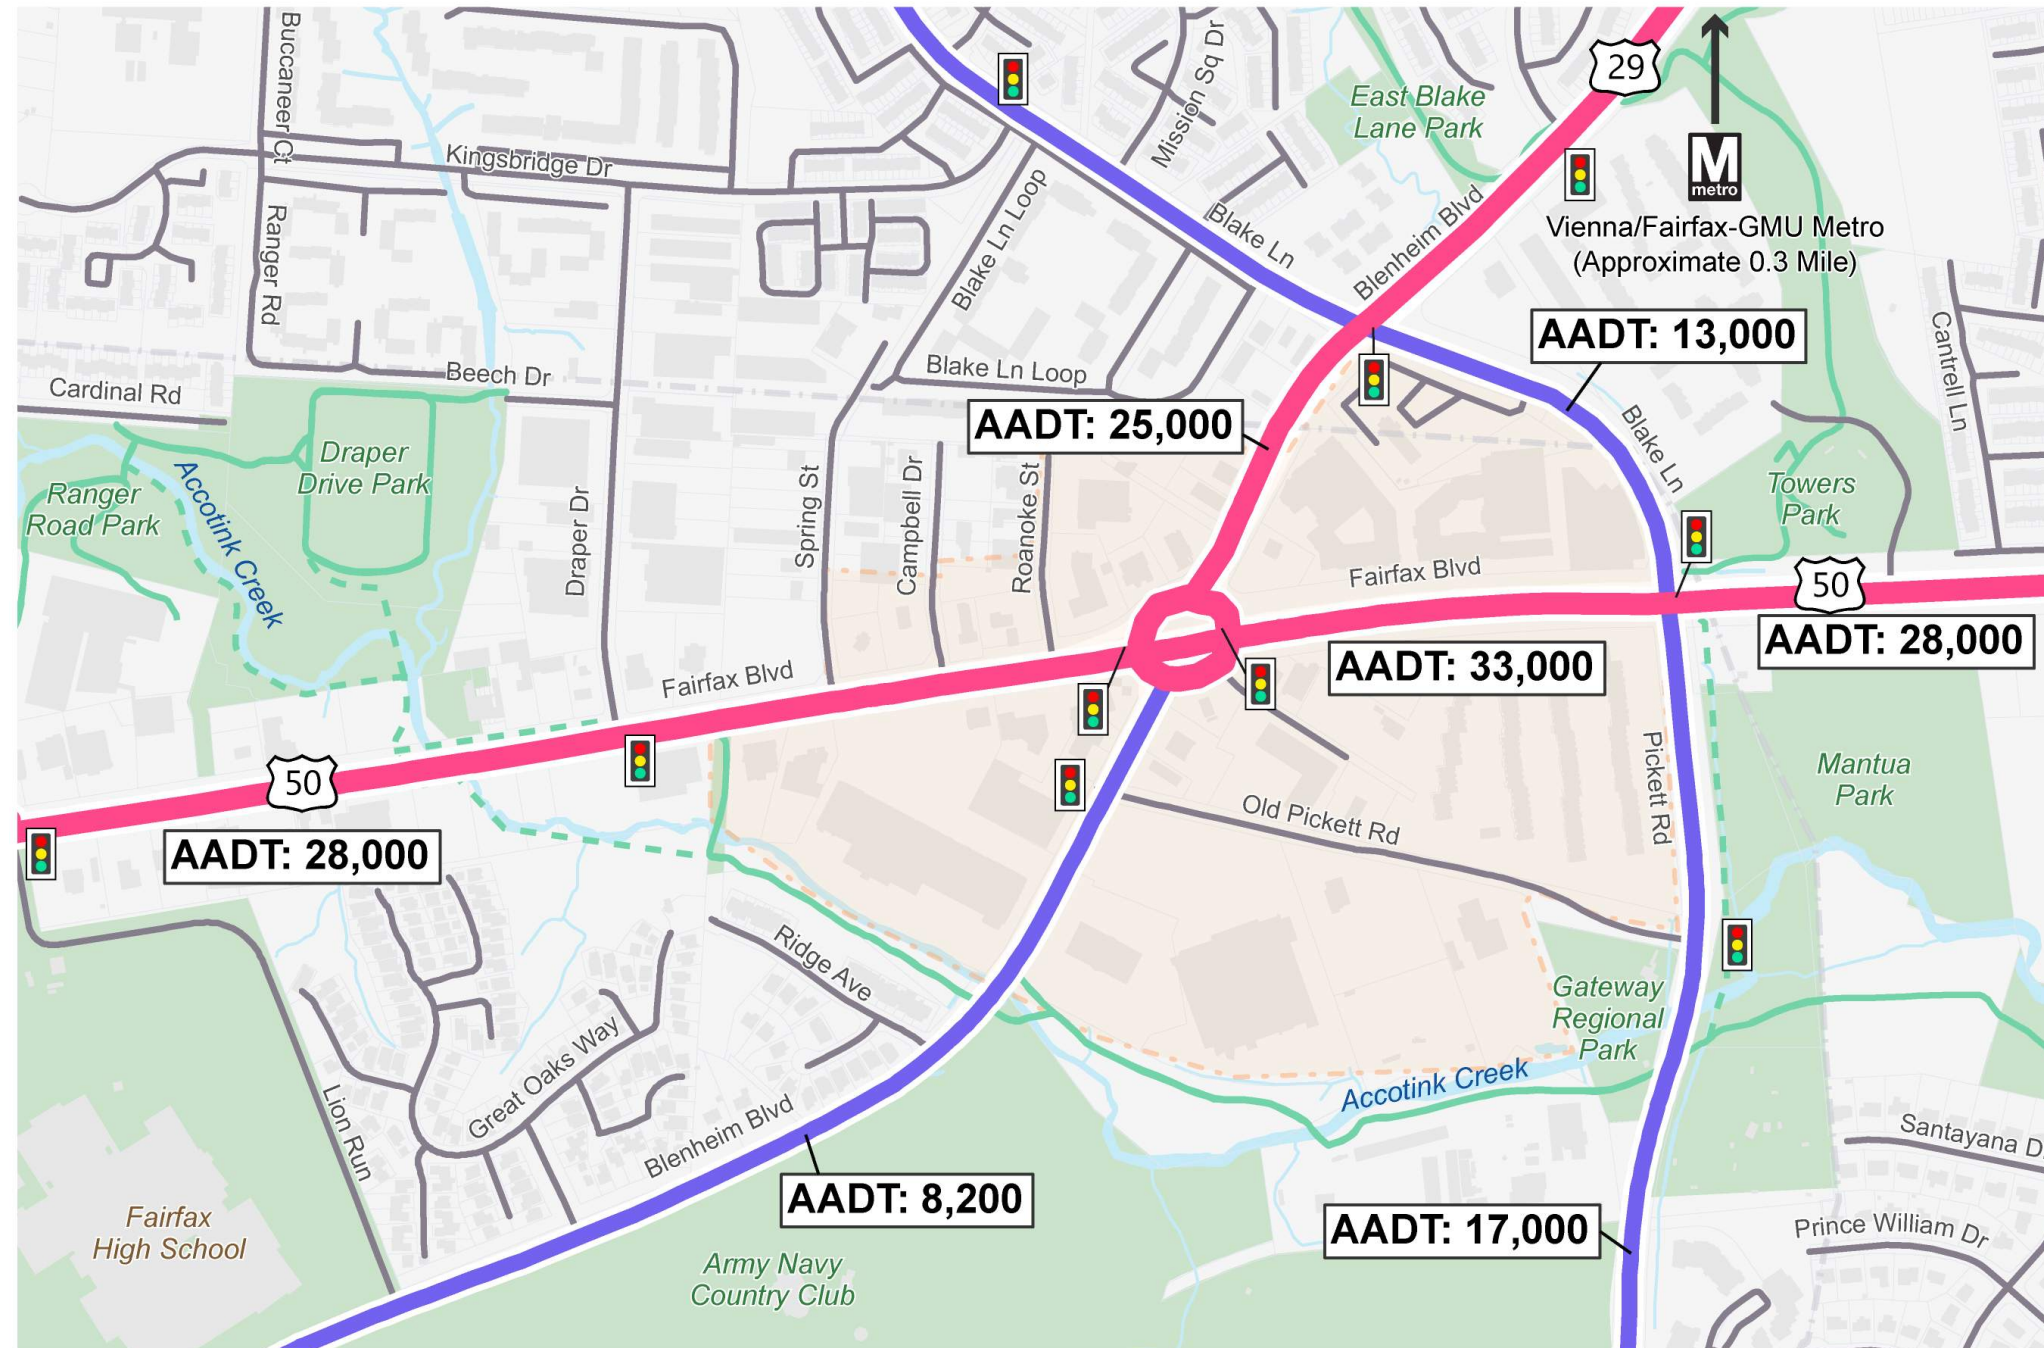 Buccaneer Ct
Mission Sq Dr
29
East Blake
Lane Park
M
metro
Kingsbridge Dr
Vienna/Fairfax-GMU Metro
(Approximate 0.3 Mile)
Ranger Rd
Blake Ln Loop
Blake Ln
Blenheim Blvd
AADT: 13,000
Cantrell Ln
Cardinal Rd
Beech Dr
Blake Ln Loop
AADT: 25,000
Blake Ln
Draper
Drive Park
Ranger
Road Park
Accotink Creek
Draper Dr
Spring St
Campbell Dr
Roanoke St
Towers
Park
Fairfax Blvd
50
AADT: 28,000
AADT: 33,000
Fairfax Blvd
50
AADT: 28,000
Pickett Rd
Mantua
Park
Old Pickett Rd
Ridge Ave
Gateway
Regional
Park
Great Oaks Way
Lion Run
Blenheim Blvd
Accotink Creek
AADT: 8,200
AADT: 17,000
Santayana D
Prince William Dr
Fairfax
High School
Army Navy
Country Club